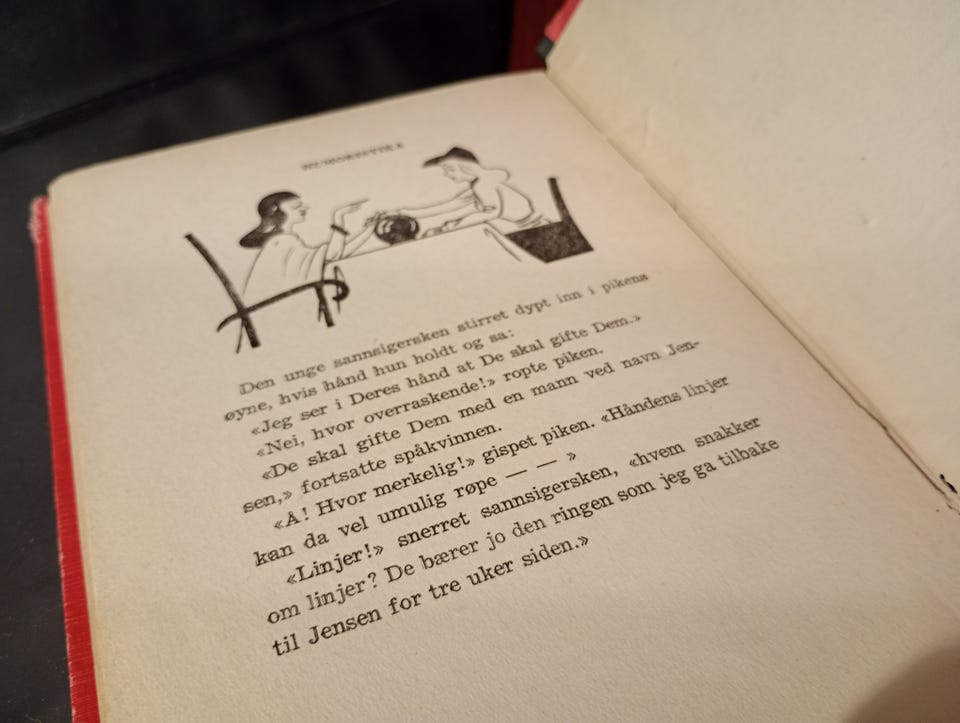 Den unge sannsigersken stirret dypt inn i pikens
øyne, hvis hånd hun holdt og sa:
«Jeg ser i Deres hånd at De skal gifte Dem.»
«Nei, hvor overraskende!» ropte piken.
«De skal gifte Dem med en mann ved navn Jen-
sen,» fortsatte spåkvinnen.
«Å! Hvor merkelig!» gispet piken. «Håndens linjer
kan da vel umulig røpe — — »
«Linjer!» snerret sannsigersken, «hvem snakker
om linjer? De bærer jo den ringen som jeg ga tilbake
til Jensen for tre uker siden.»